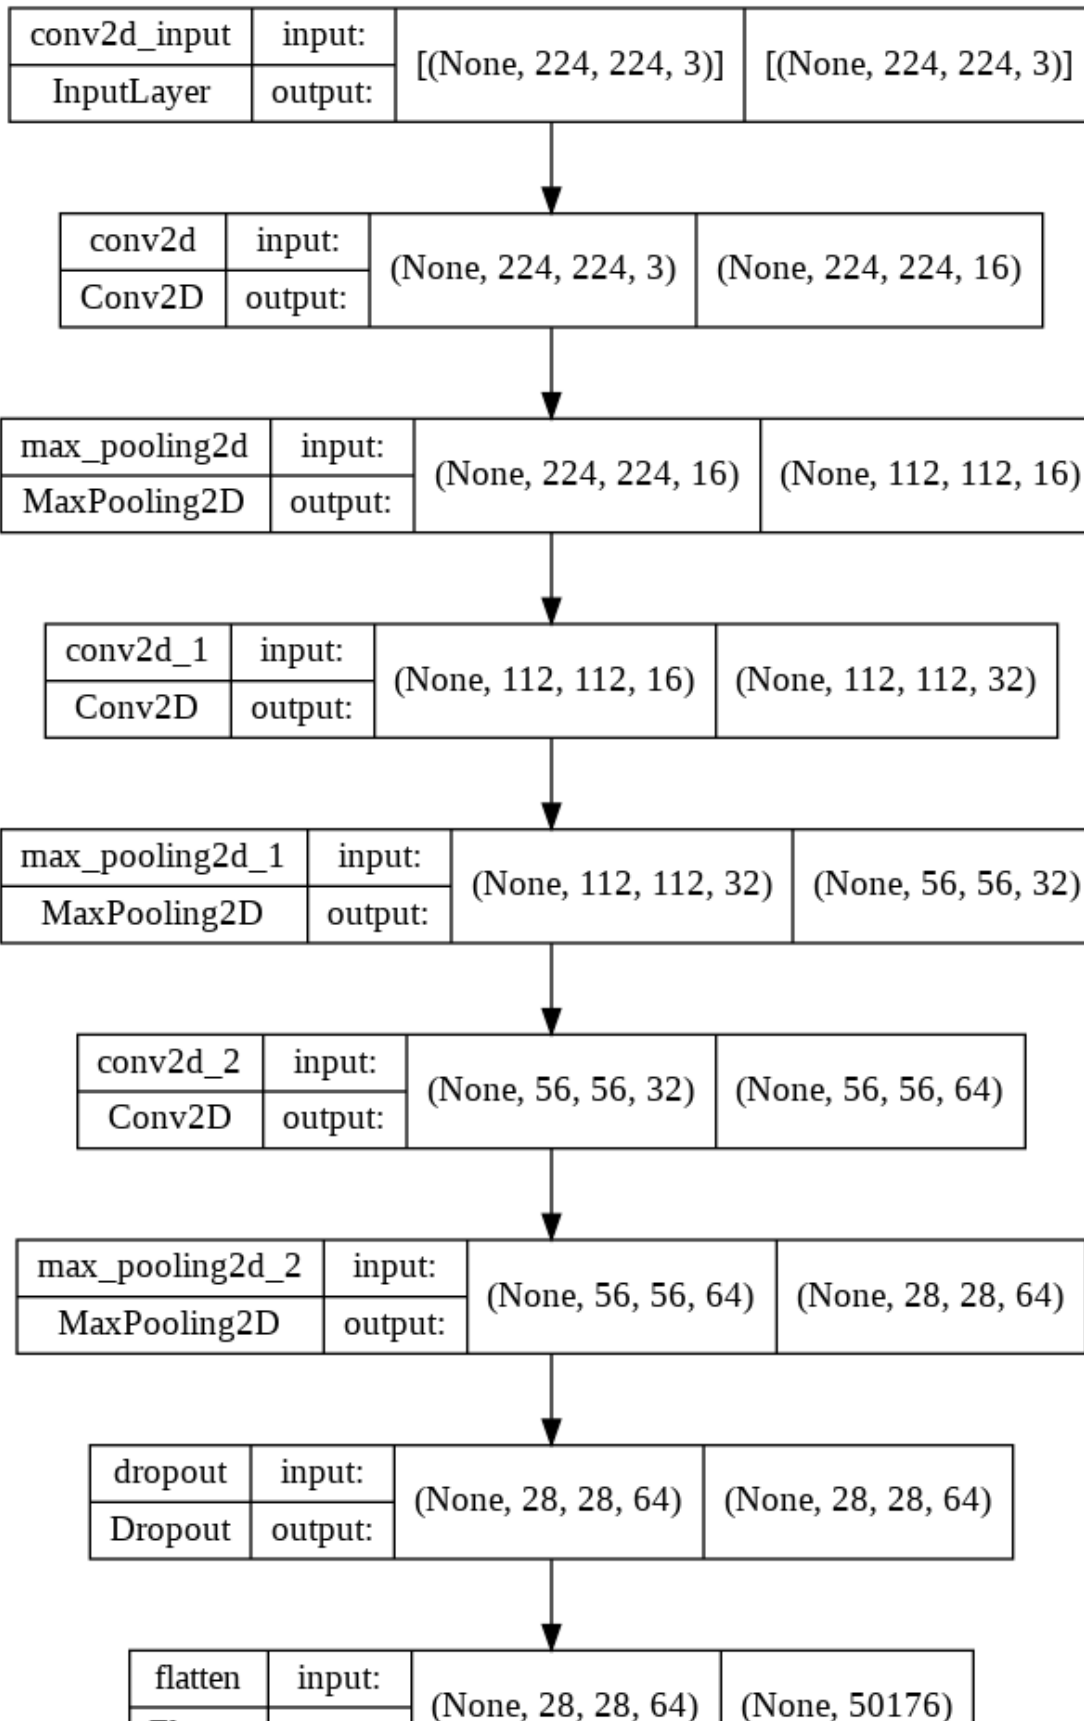 conv2d_input input: [(None, 224, 224, 3)] [(None, 224, 224, 3)]
InputLayer output:
conv2d input: (None, 224, 224, 3) (None, 224, 224, 16)
Conv2D output:
max_pooling2d input: (None, 224, 224, 16) (None, 112, 112, 16)
MaxPooling2D output:
conv2d_1 input: (None, 112, 112, 16) (None, 112, 112, 32)
Conv2D output:
max_pooling2d_1 input: (None, 112, 112, 32) (None, 56, 56, 32)
MaxPooling2D output:
conv2d_2 input: (None, 56, 56, 32) (None, 56, 56, 64)
Conv2D output:
max_pooling2d_2 input: (None, 56, 56, 64) (None, 28, 28, 64)
MaxPooling2D output:
dropout input: (None, 28, 28, 64) (None, 28, 28, 64)
Dropout output:
flatten input: (None, 28, 28, 64) (None, 50176)